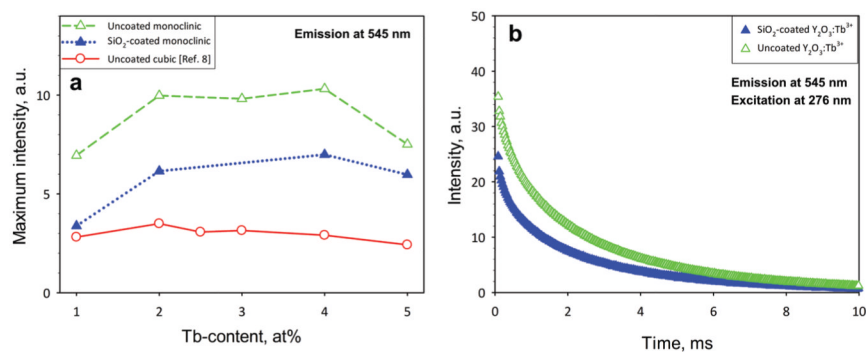 Uncoated monoclinic
SiO₂-coated monoclinic
Uncoated cubic [Ref. 8]
Emission at 545 nm
a
10
5
0
Maximum intensity, a.u.
1 2 3 4 5
Tb-content, at%
b
SiO₂-coated Y₂O₃:Tb³⁺
Uncoated Y₂O₃:Tb³⁺
Emission at 545 nm
Excitation at 276 nm
50
40
30
20
10
0
Intensity, a.u.
0 2 4 6 8 10
Time, ms